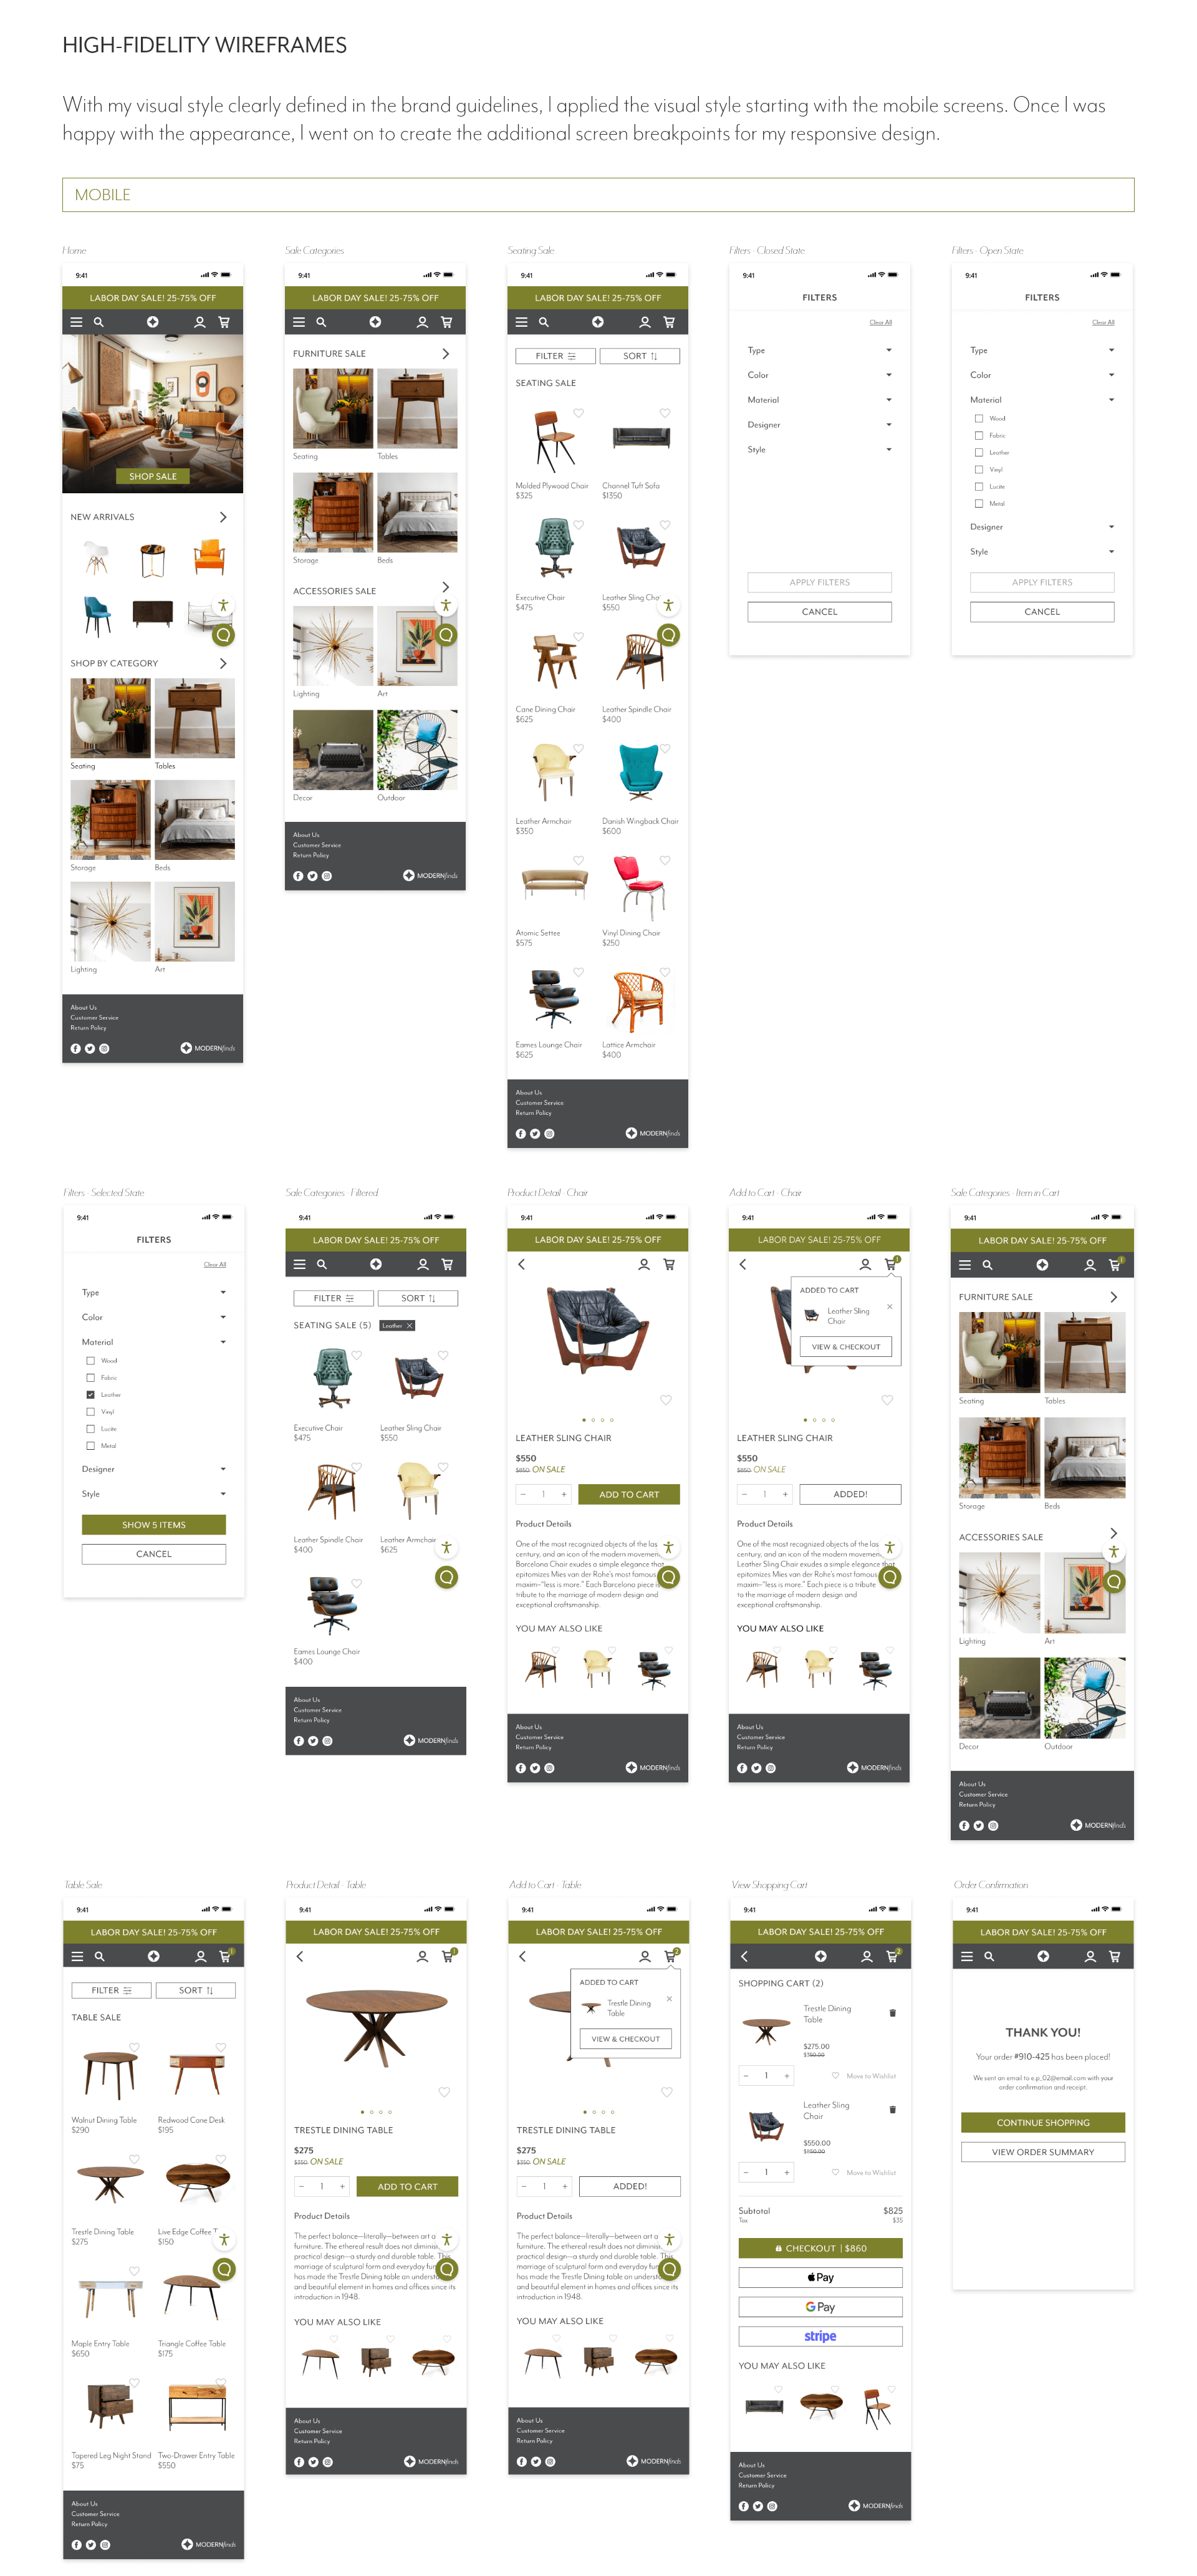 HIGH-FIDELITY WIREFRAMES
With my visual style clearly defined in the brand guidelines, I applied the visual style starting with the mobile screens. Once I was
happy with the appearance, I went on to create the additional screen breakpoints for my responsive design.
MOBILE
Home
9:41
LABOR DAY SALE! 25-75% OFF
SHOP SALE
NEW ARRIVALS
SHOP BY CATEGORY
Seating Tables
Storage Beds
Lighting Art
About Us
Customer Service
Return Policy
MODERNfinds
Sale Categories
9:41
LABOR DAY SALE! 25-75% OFF
FURNITURE SALE
Seating Tables
Storage Beds
ACCESSORIES SALE
Lighting Art
Decor Outdoor
About Us
Customer Service
Return Policy
MODERNfinds
Seating Sale
9:41
LABOR DAY SALE! 25-75% OFF
FILTER SORT
SEATING SALE
Molded Plywood Chair Channel Tuft Sofa
$325 $1350
Executive Chair Leather Sling Cha
$475 $550
Cane Dining Chair Leather Spindle Chair
$625 $400
Leather Armchair Danish Wingback Chair
$350 $600
Atomic Settee Vinyl Dining Chair
$575 $250
Eames Lounge Chair Lattice Armchair
$625 $400
About Us
Customer Service
Return Policy
MODERNfinds
Filters - Closed State
9:41
FILTERS
Clear All
Type
Color
Material
Designer
Style
APPLY FILTERS
CANCEL
Filters - Open State
9:41
FILTERS
Clear All
Type
Color
Material
Wood
Fabric
Leather
Vinyl
Lucite
Metal
Designer
Style
APPLY FILTERS
CANCEL
Filters - Selected State
9:41
FILTERS
Clear All
Type
Color
Material
Wood
Fabric
Leather
Vinyl
Lucite
Metal
Designer
Style
SHOW 5 ITEMS
CANCEL
Sale Categories - Filtered
9:41
LABOR DAY SALE! 25-75% OFF
FILTER SORT
SEATING SALE (5) Leather X
Executive Chair Leather Sling Chair
$475 $550
Leather Spindle Chair Leather Armchair
$400 $625
Eames Lounge Chair
$400
About Us
Customer Service
Return Policy
MODERNfinds
Product Detail - Chair
9:41
LABOR DAY SALE! 25-75% OFF
LEATHER SLING CHAIR
$550
$850 ON SALE
− 1 + ADD TO CART
Product Details
One of the most recognized objects of the las
century, and an icon of the modern movemen
Barcelona Chair exudes a simple elegance that
epitomizes Mies van der Rohe's most famous
maxim–"less is more." Each Barcelona piece is
tribute to the marriage of modern design and
exceptional craftsmanship.
YOU MAY ALSO LIKE
About Us
Customer Service
Return Policy
MODERNfinds
Add to Cart - Chair
9:41
LABOR DAY SALE! 25-75% OFF
1
ADDED TO CART
Leather Sling
Chair
VIEW & CHECKOUT
LEATHER SLING CHAIR
$550
$850 ON SALE
− 1 + ADDED!
Product Details
One of the most recognized objects of the las
century, and an icon of the modern movemen
Leather Sling Chair exudes a simple elegance that
epitomizes Mies van der Rohe's most famous
maxim–"less is more." Each piece is a tribute
to the marriage of modern design and
exceptional craftsmanship.
YOU MAY ALSO LIKE
About Us
Customer Service
Return Policy
MODERNfinds
Sale Categories - Item in Cart
9:41
LABOR DAY SALE! 25-75% OFF
1
FURNITURE SALE
Seating Tables
Storage Beds
ACCESSORIES SALE
Lighting Art
Decor Outdoor
About Us
Customer Service
Return Policy
MODERNfinds
Table Sale
9:41
LABOR DAY SALE! 25-75% OFF
1
FILTER SORT
TABLE SALE
Walnut Dining Table Redwood Cane Desk
$290 $195
Trestle Dining Table Live Edge Coffee T
$275 $150
Maple Entry Table Triangle Coffee Table
$650 $175
Tapered Leg Night Stand Two-Drawer Entry Table
$75 $550
About Us
Customer Service
Return Policy
MODERNfinds
Product Detail - Table
9:41
LABOR DAY SALE! 25-75% OFF
1
TRESTLE DINING TABLE
$275
$350 ON SALE
− 1 + ADD TO CART
Product Details
The perfect balance—literally—between art a
furniture. The ethereal result does not diminis
practical design—a sturdy and durable table. This
marriage of sculptural form and everyday fun
has made the Trestle Dining Table an understa
and beautiful element in homes and offices since its
introduction in 1948.
YOU MAY ALSO LIKE
About Us
Customer Service
Return Policy
MODERNfinds
Add to Cart - Table
9:41
LABOR DAY SALE! 25-75% OFF
2
ADDED TO CART
Trestle Dining
Table
VIEW & CHECKOUT
TRESTLE DINING TABLE
$275
$350 ON SALE
− 1 + ADDED!
Product Details
The perfect balance—literally—between art a
furniture. The ethereal result does not diminis
practical design—a sturdy and durable table. This
marriage of sculptural form and everyday fun
has made the Trestle Dining Table an understa
and beautiful element in homes and offices since its
introduction in 1948.
YOU MAY ALSO LIKE
About Us
Customer Service
Return Policy
MODERNfinds
View Shopping Cart
9:41
LABOR DAY SALE! 25-75% OFF
2
SHOPPING CART (2)
Trestle Dining
Table
$275.00
− 1 + Move to Wishlist
Leather Sling
Chair
$550.00
− 1 + Move to Wishlist
Subtotal $825
Tax $35
CHECKOUT | $860
Pay
G Pay
stripe
YOU MAY ALSO LIKE
About Us
Customer Service
Return Policy
MODERNfinds
Order Confirmation
9:41
LABOR DAY SALE! 25-75% OFF
THANK YOU!
Your order #910-425 has been placed!
We sent an email to e.p_02@email.com with your
order confirmation and receipt.
CONTINUE SHOPPING
VIEW ORDER SUMMARY